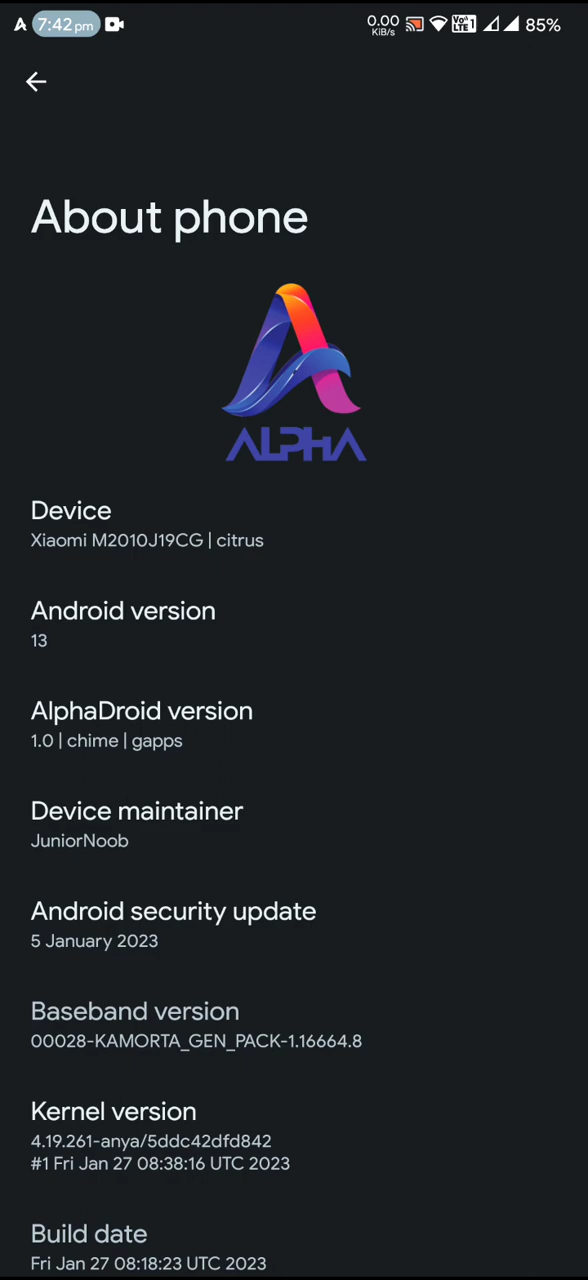 7:42 pm
0.00
KiB/s
Vo
LTE 1
85%
About phone
ALPHA
Device
Xiaomi M2010J19CG | citrus
Android version
13
AlphaDroid version
1.0 | chime | gapps
Device maintainer
JuniorNoob
Android security update
5 January 2023
Baseband version
00028-KAMORTA_GEN_PACK-1.16664.8
Kernel version
4.19.261-anya/5ddc42dfd842
#1 Fri Jan 27 08:38:16 UTC 2023
Build date
Fri Jan 27 08:18:23 UTC 2023